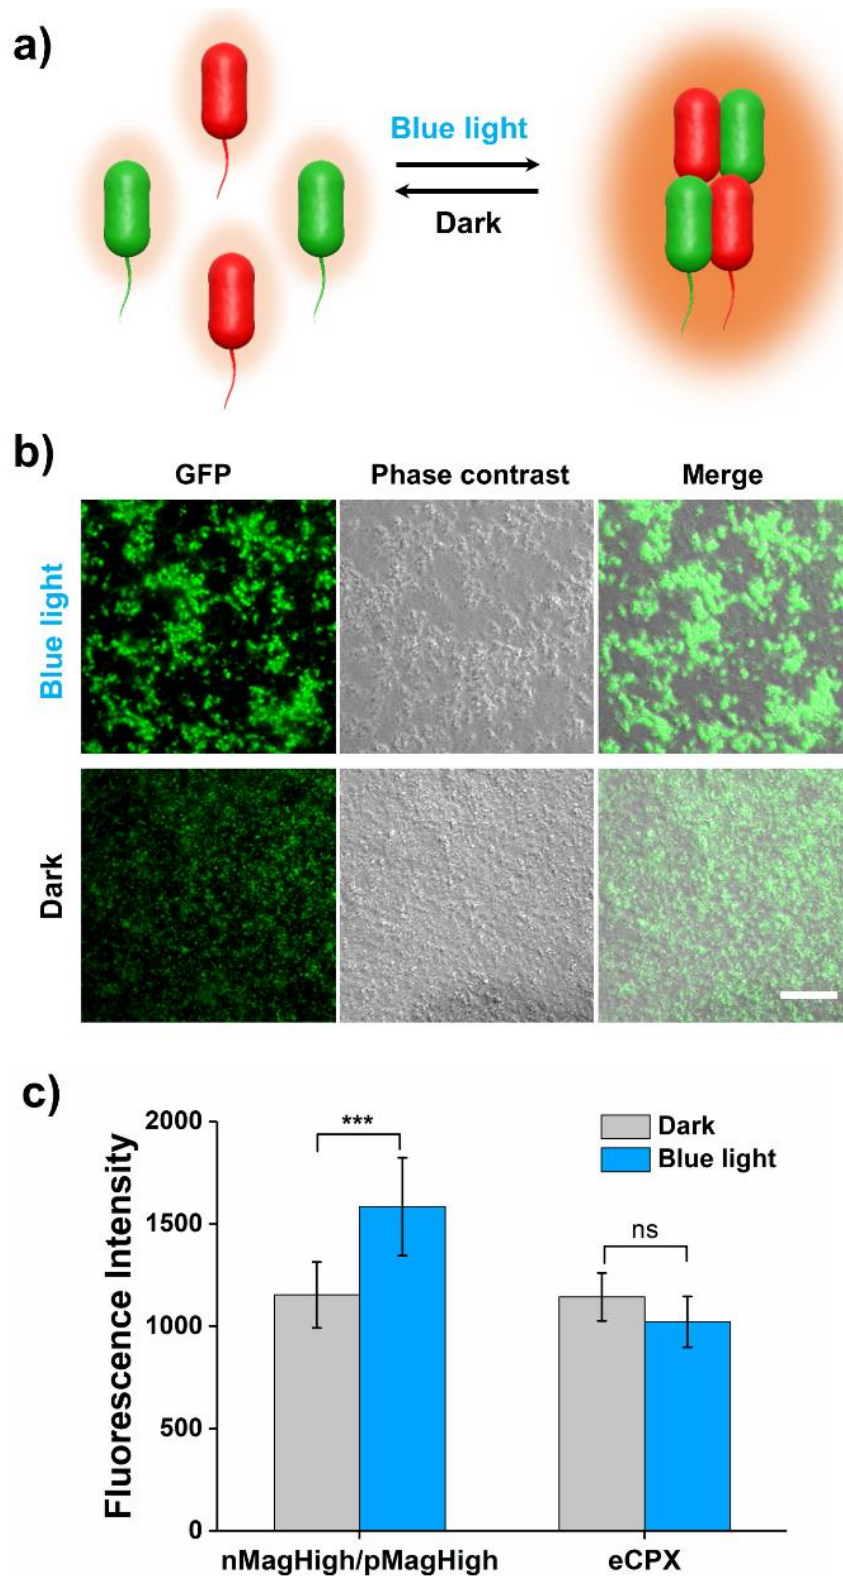 a)
Blue light
Dark
b)
GFP Phase contrast Merge
Blue light
Dark
c)
Fluorescence Intensity
2000
1500
1000
500
0
***
ns
Dark
Blue light
nMagHigh/pMagHigh eCPX